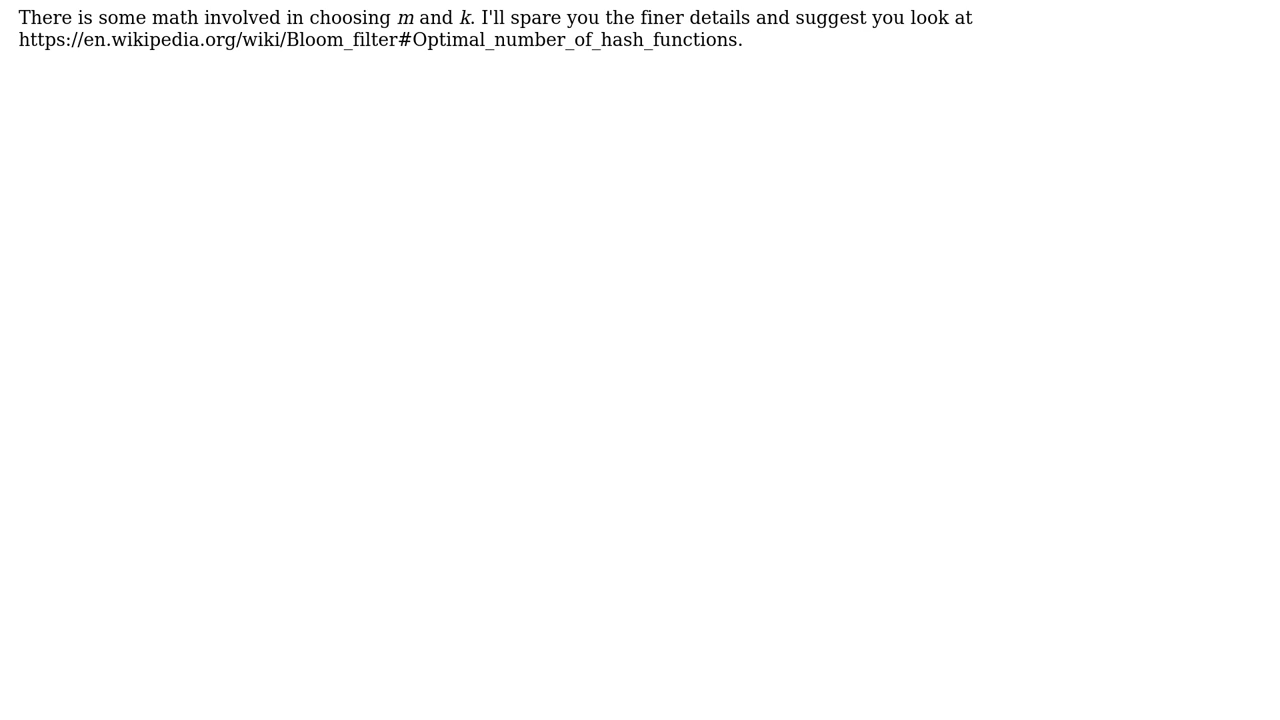 There is some math involved in choosing m and k. I'll spare you the finer details and suggest you look at
https://en.wikipedia.org/wiki/Bloom_filter#Optimal_number_of_hash_functions.